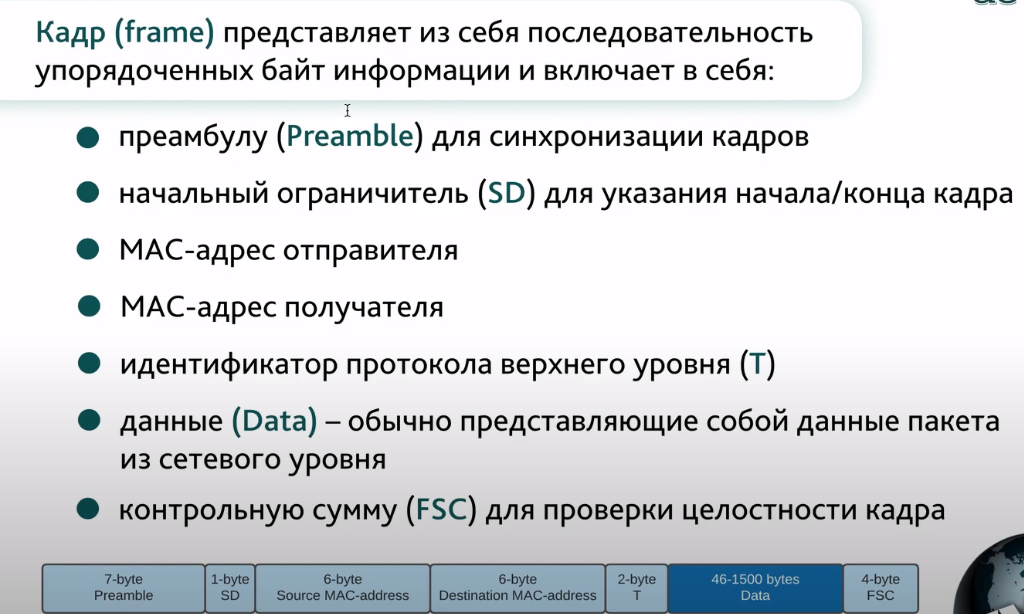 Кадр (frame) представляет из себя последовательность
упорядоченных байт информации и включает в себя:
преамбулу (Preamble) для синхронизации кадров
начальный ограничитель (SD) для указания начала/конца кадра
МАС-адрес отправителя
МАС-адрес получателя
идентификатор протокола верхнего уровня (Т)
данные (Data) – обычно представляющие собой данные пакета
из сетевого уровня
контрольную сумму (FSC) для проверки целостности кадра
7-byte 1-byte 6-byte 6-byte 2-byte 46-1500 bytes 4-byte
Preamble SD Source MAC-address Destination MAC-address T Data FSC